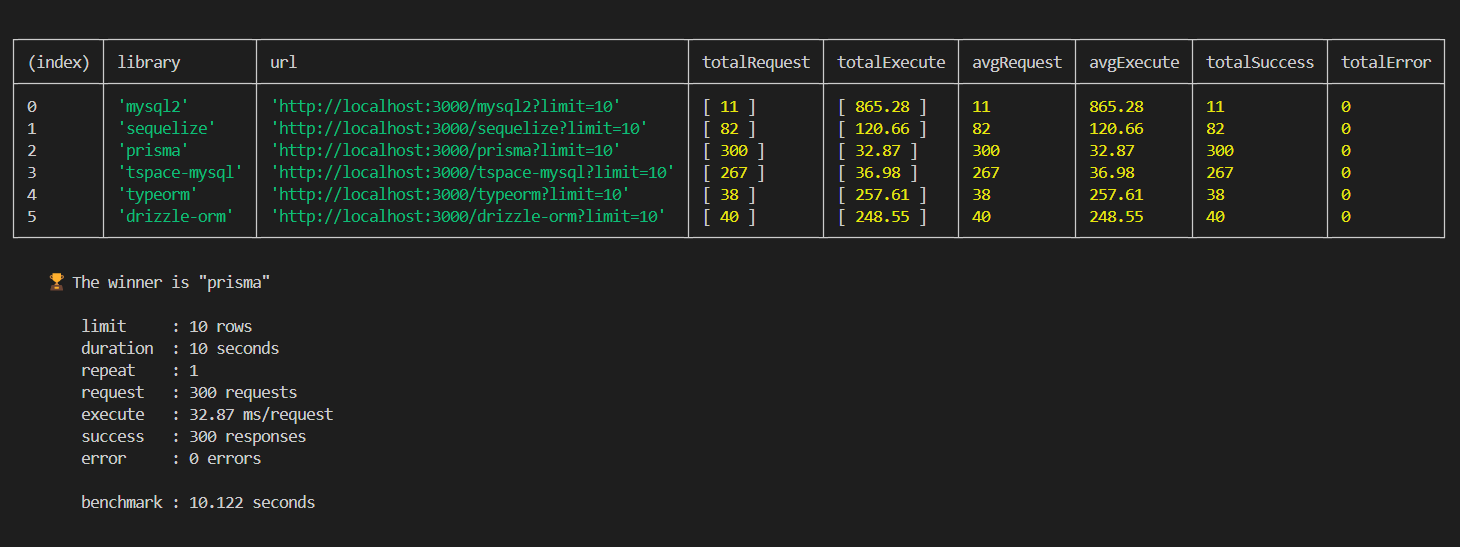 (index) library url totalRequest totalExecute avgRequest avgExecute totalSuccess totalError
0 'mysql2' 'http://localhost:3000/mysql2?limit=10' [ 11 ] [ 865.28 ] 11 865.28 11 0
1 'sequelize' 'http://localhost:3000/sequelize?limit=10' [ 82 ] [ 120.66 ] 82 120.66 82 0
2 'prisma' 'http://localhost:3000/prisma?limit=10' [ 300 ] [ 32.87 ] 300 32.87 300 0
3 'tspace-mysql' 'http://localhost:3000/tspace-mysql?limit=10' [ 267 ] [ 36.98 ] 267 36.98 267 0
4 'typeorm' 'http://localhost:3000/typeorm?limit=10' [ 38 ] [ 257.61 ] 38 257.61 38 0
5 'drizzle-orm' 'http://localhost:3000/drizzle-orm?limit=10' [ 40 ] [ 248.55 ] 40 248.55 40 0
🏆 The winner is "prisma"
limit : 10 rows
duration : 10 seconds
repeat : 1
request : 300 requests
execute : 32.87 ms/request
success : 300 responses
error : 0 errors
benchmark : 10.122 seconds